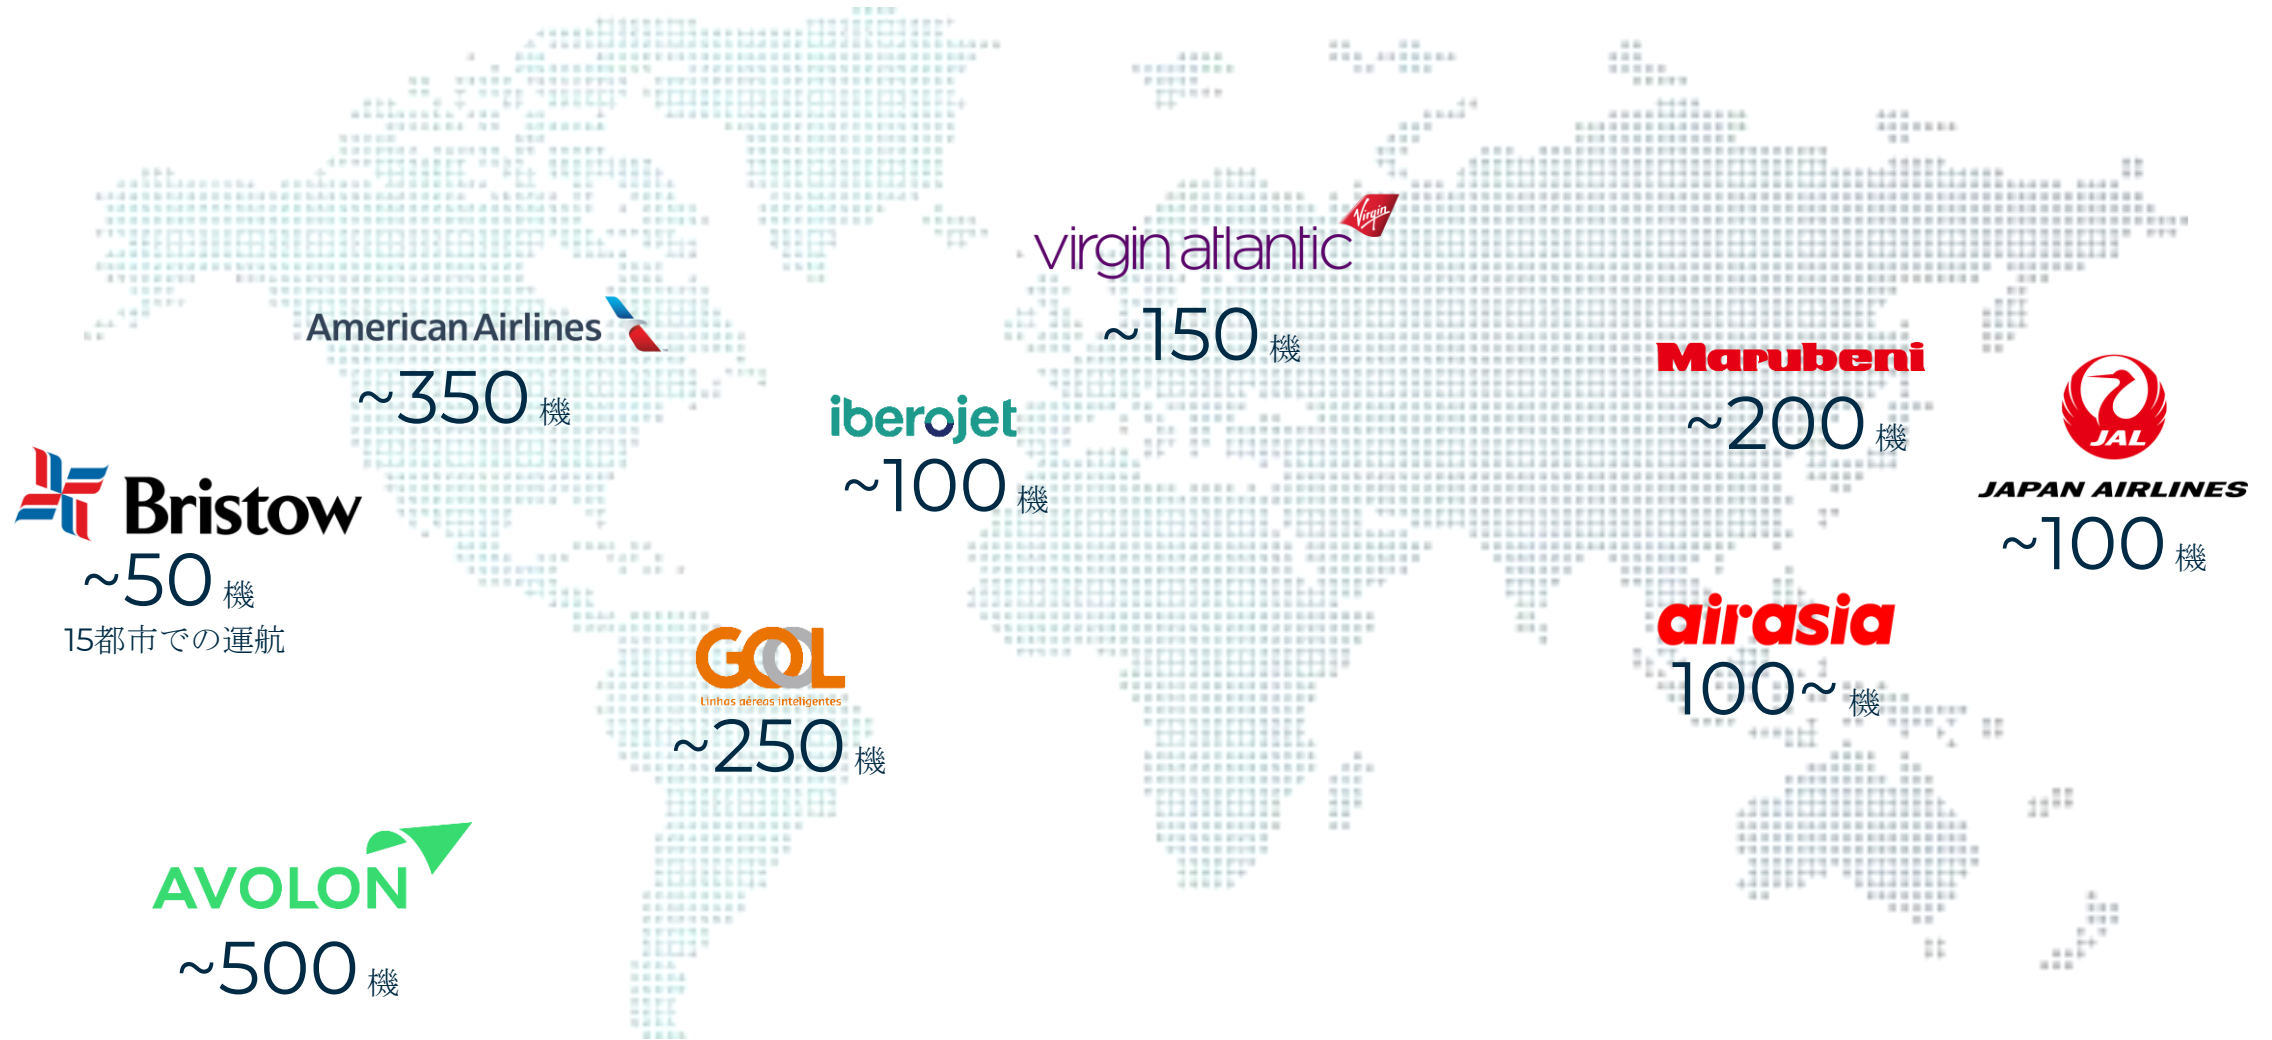 Virgin
virgin atlantic
~150 機
American Airlines
~350 機
Marubeni
~200 機
JAL
JAPAN AIRLINES
~100 機
iberojet
~100 機
Bristow
~50 機
15都市での運航
airasia
100~ 機
GOL
Linhas aéreas inteligentes
~250 機
AVOLON
~500 機